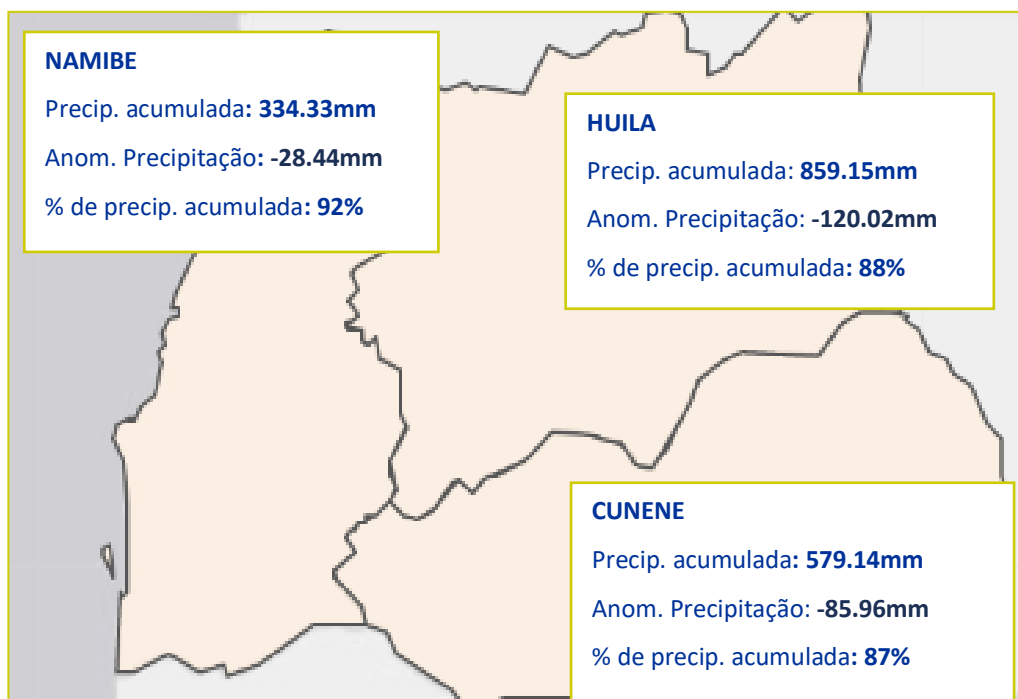 NAMIBE
Precip. acumulada: 334.33mm
Anom. Precipitação: -28.44mm
% de precip. acumulada: 92%
HUILA
Precip. acumulada: 859.15mm
Anom. Precipitação: -120.02mm
% de precip. acumulada: 88%
CUNENE
Precip. acumulada: 579.14mm
Anom. Precipitação: -85.96mm
% de precip. acumulada: 87%